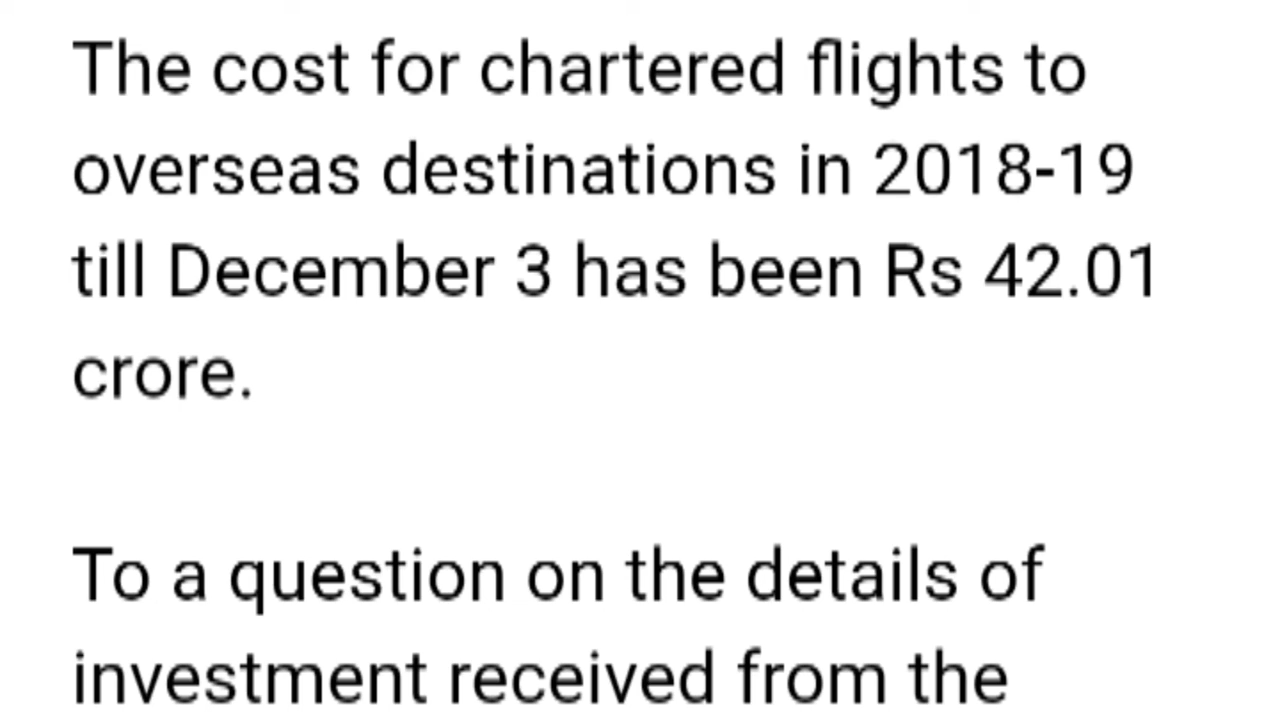 The cost for chartered flights to
overseas destinations in 2018-19
till December 3 has been Rs 42.01
crore.
To a question on the details of
investment received from the